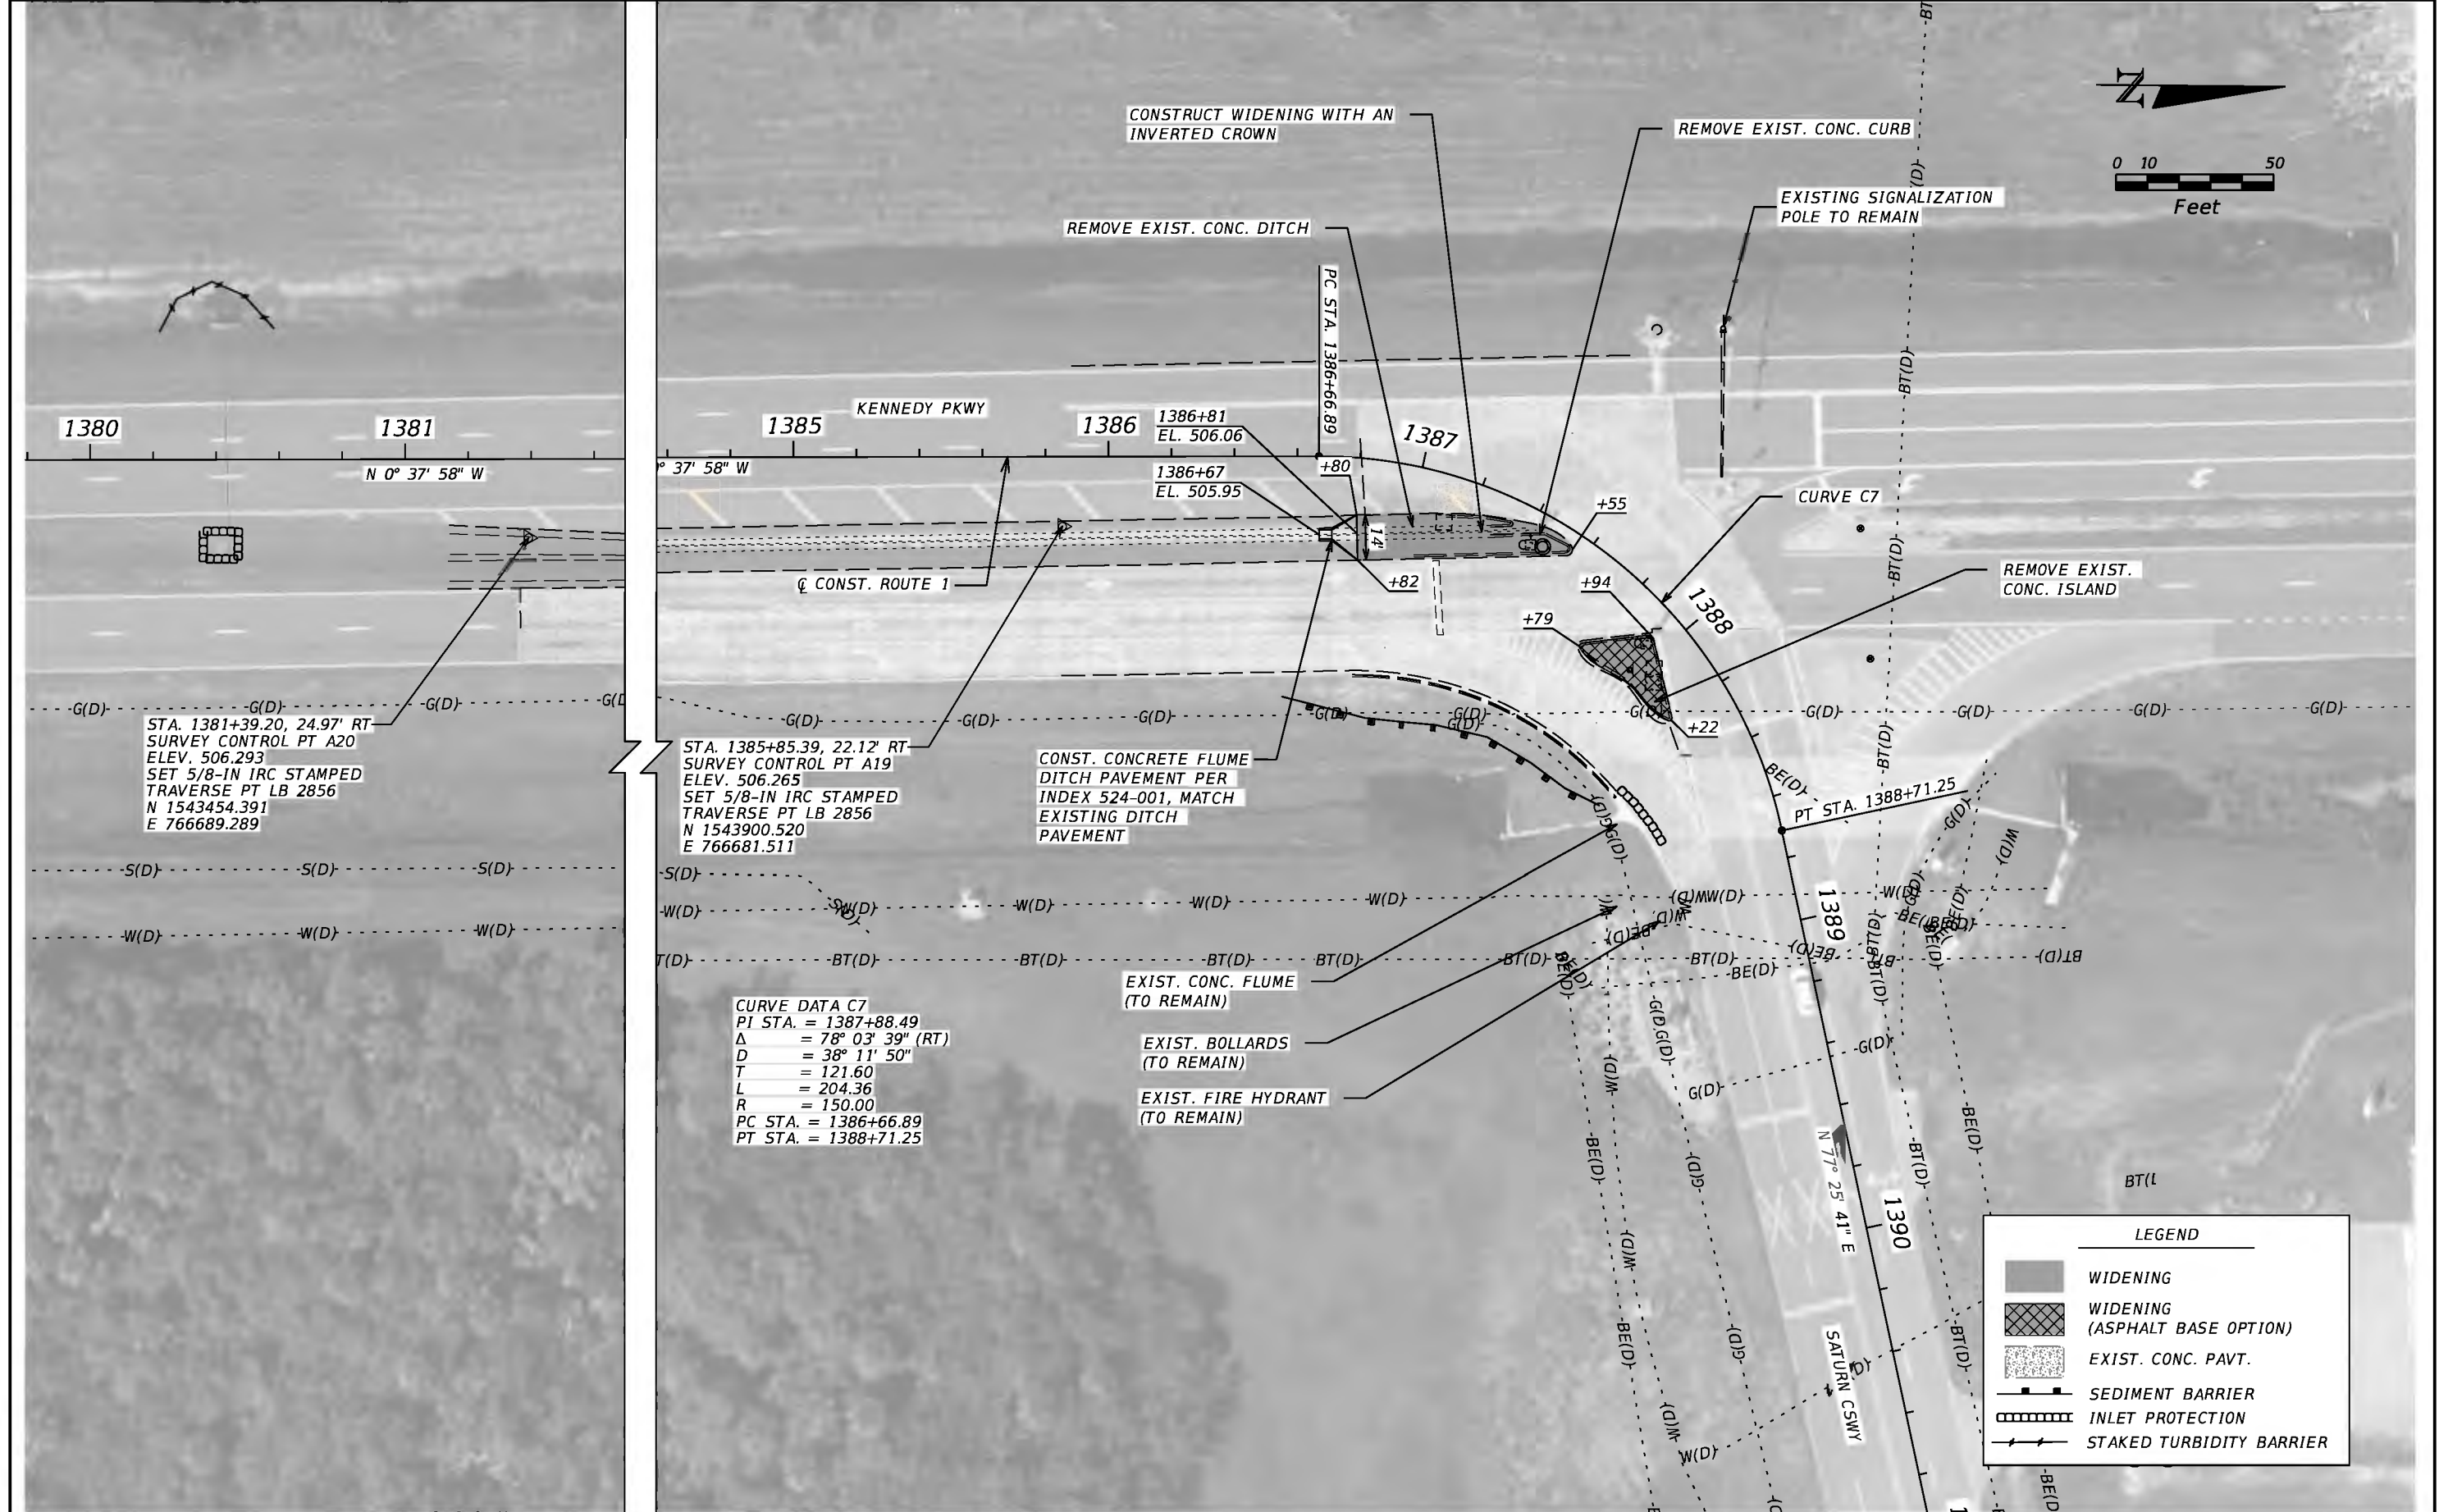 CONSTRUCT WIDENING WITH AN
INVERTED CROWN
REMOVE EXIST. CONC. CURB
N
0 10 50
Feet
EXISTING SIGNALIZATION
POLE TO REMAIN
REMOVE EXIST. CONC. DITCH
PC STA. 1386+66.89
KENNEDY PKWY
1380
1381
1385
1386
1387
1388
1389
1390
1386+81
EL. 506.06
1386+67
EL. 505.95
N 0° 37' 58" W
° 37' 58" W
+80
14'
+82
+55
+94
+79
+22
CURVE C7
REMOVE EXIST.
CONC. ISLAND
℄ CONST. ROUTE 1
STA. 1381+39.20, 24.97' RT
SURVEY CONTROL PT A20
ELEV. 506.293
SET 5/8-IN IRC STAMPED
TRAVERSE PT LB 2856
N 1543454.391
E 766689.289
STA. 1385+85.39, 22.12' RT
SURVEY CONTROL PT A19
ELEV. 506.265
SET 5/8-IN IRC STAMPED
TRAVERSE PT LB 2856
N 1543900.520
E 766681.511
CONST. CONCRETE FLUME
DITCH PAVEMENT PER
INDEX 524-001, MATCH
EXISTING DITCH
PAVEMENT
PT STA. 1388+71.25
G(D) G(D) G(D)
G(D) G(D) G(D) G(D) G(D) G(D) G(D) G(D) G(D) G(D)
S(D) S(D) S(D) S(D)
W(D) W(D) W(D)
W(D) W(D) W(D) W(D) W(D)
BT(D) BT(D) BT(D) BT(D) BT(D) BT(D) BT(D)
BE(D)
BE(D)
EXIST. CONC. FLUME
(TO REMAIN)
EXIST. BOLLARDS
(TO REMAIN)
EXIST. FIRE HYDRANT
(TO REMAIN)
CURVE DATA C7
PI STA. = 1387+88.49
Δ = 78° 03' 39" (RT)
D = 38° 11' 50"
T = 121.60
L = 204.36
R = 150.00
PC STA. = 1386+66.89
PT STA. = 1388+71.25
N 77° 25' 41" E
SATURN CSWY
LEGEND
WIDENING
WIDENING
(ASPHALT BASE OPTION)
EXIST. CONC. PAVT.
SEDIMENT BARRIER
INLET PROTECTION
STAKED TURBIDITY BARRIER